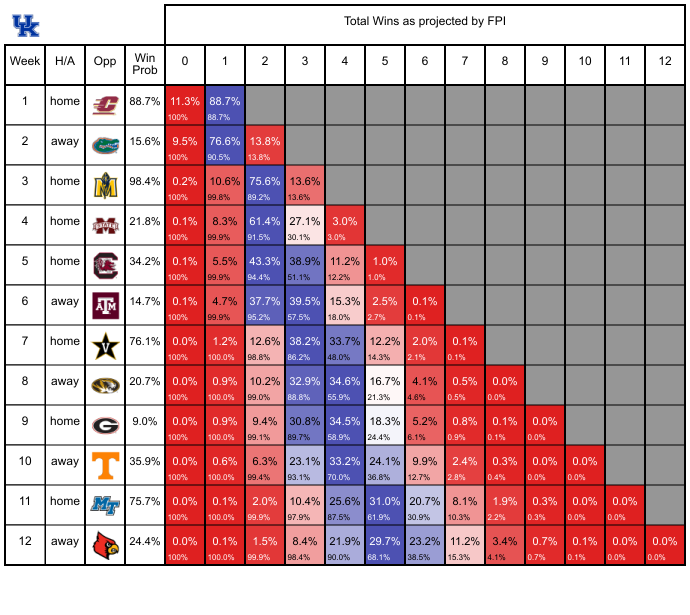 UK
Total Wins as projected by FPI
Week H/A Opp Win Prob 0 1 2 3 4 5 6 7 8 9 10 11 12
1 home C 88.7% 11.3% 88.7%
100% 88.7%
2 away Gators 15.6% 9.5% 76.6% 13.8%
100% 90.5% 13.8%
3 home M 98.4% 0.2% 10.6% 75.6% 13.6%
100% 99.8% 89.2% 13.6%
4 home M STATE 21.8% 0.1% 8.3% 61.4% 27.1% 3.0%
100% 99.9% 91.5% 30.1% 3.0%
5 home C 34.2% 0.1% 5.5% 43.3% 38.9% 11.2% 1.0%
100% 99.9% 94.4% 51.1% 12.2% 1.0%
6 away ATM 14.7% 0.1% 4.7% 37.7% 39.5% 15.3% 2.5% 0.1%
100% 99.9% 95.2% 57.5% 18.0% 2.7% 0.1%
7 home V 76.1% 0.0% 1.2% 12.6% 38.2% 33.7% 12.2% 2.0% 0.1%
100% 100.0% 98.8% 86.2% 48.0% 14.3% 2.1% 0.1%
8 away 20.7% 0.0% 0.9% 10.2% 32.9% 34.6% 16.7% 4.1% 0.5% 0.0%
100% 100.0% 99.0% 88.8% 55.9% 21.3% 4.6% 0.5% 0.0%
9 home G 9.0% 0.0% 0.9% 9.4% 30.8% 34.5% 18.3% 5.2% 0.8% 0.1% 0.0%
100% 100.0% 99.1% 89.7% 58.9% 24.4% 6.1% 0.9% 0.1% 0.0%
10 away T 35.9% 0.0% 0.6% 6.3% 23.1% 33.2% 24.1% 9.9% 2.4% 0.3% 0.0% 0.0%
100% 100.0% 99.4% 93.1% 70.0% 36.8% 12.7% 2.8% 0.4% 0.0% 0.0%
11 home MT 75.7% 0.0% 0.1% 2.0% 10.4% 25.6% 31.0% 20.7% 8.1% 1.9% 0.3% 0.0% 0.0%
100% 100.0% 99.9% 97.9% 87.5% 61.9% 30.9% 10.3% 2.2% 0.3% 0.0% 0.0%
12 away 24.4% 0.0% 0.1% 1.5% 8.4% 21.9% 29.7% 23.2% 11.2% 3.4% 0.7% 0.1% 0.0% 0.0%
100% 100.0% 99.9% 98.4% 90.0% 68.1% 38.5% 15.3% 4.1% 0.7% 0.1% 0.0% 0.0%